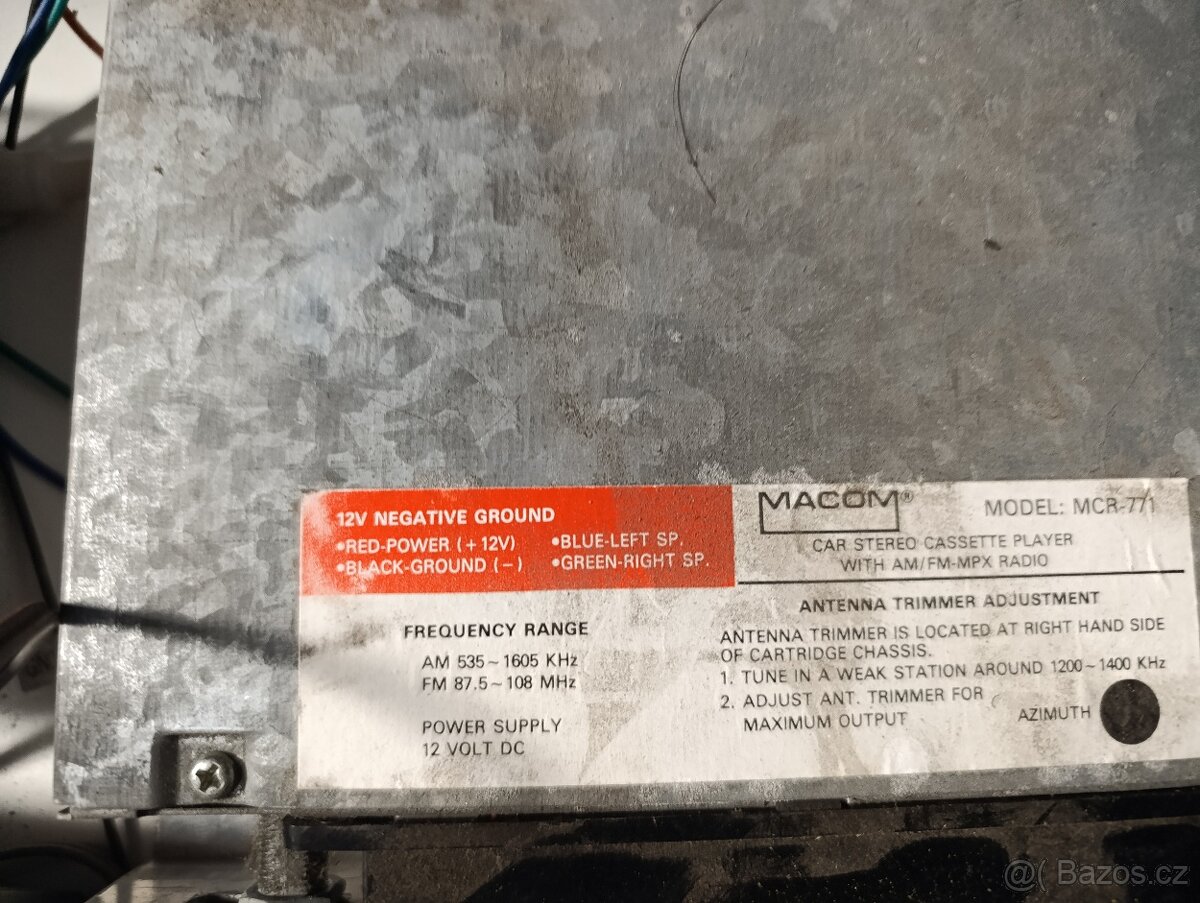 12V NEGATIVE GROUND
•RED-POWER (+12V)
•BLACK-GROUND (-)
•BLUE-LEFT SP.
•GREEN-RIGHT SP.
MACOM®
MODEL: MCR-771
CAR STEREO CASSETTE PLAYER
WITH AM/FM-MPX RADIO
FREQUENCY RANGE
AM 535~1605 KHz
FM 87.5~108 MHz
POWER SUPPLY
12 VOLT DC
ANTENNA TRIMMER ADJUSTMENT
ANTENNA TRIMMER IS LOCATED AT RIGHT HAND SIDE
OF CARTRIDGE CHASSIS.
1. TUNE IN A WEAK STATION AROUND 1200~1400 KHz
2. ADJUST ANT. TRIMMER FOR
MAXIMUM OUTPUT
AZIMUTH
@( Bazos.cz